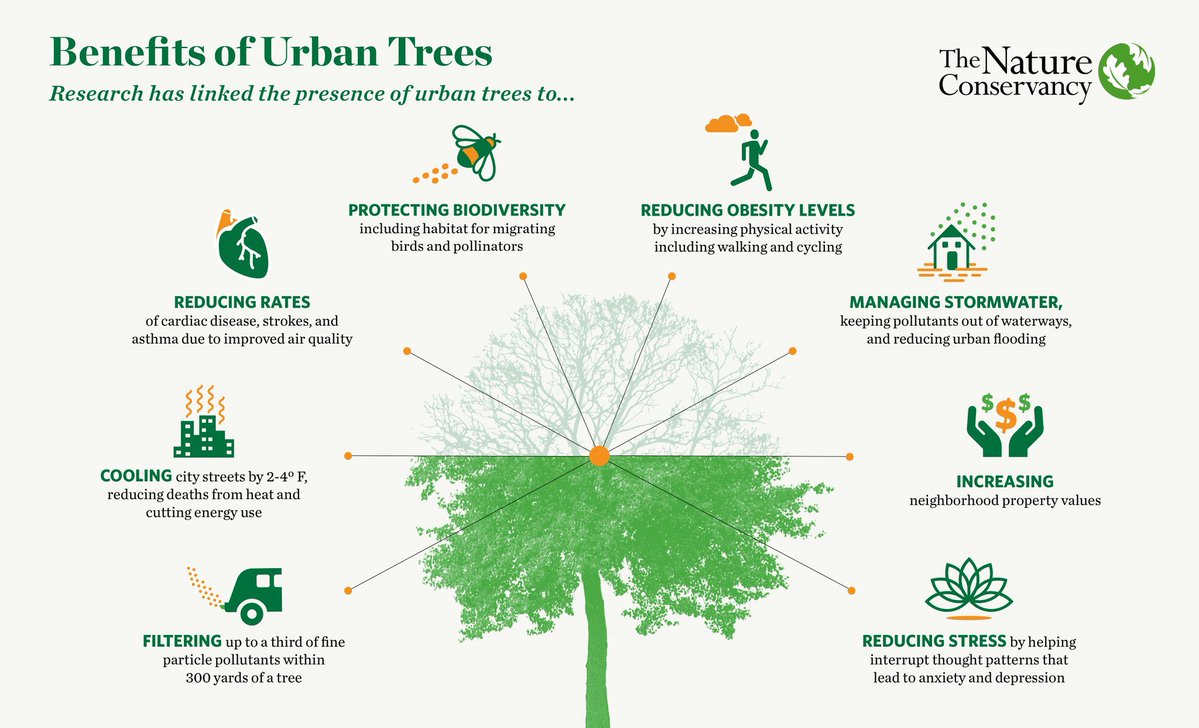 Benefits of Urban Trees
Research has linked the presence of urban trees to...
The Nature
Conservancy
PROTECTING BIODIVERSITY
including habitat for migrating
birds and pollinators
REDUCING OBESITY LEVELS
by increasing physical activity
including walking and cycling
REDUCING RATES
of cardiac disease, strokes, and
asthma due to improved air quality
MANAGING STORMWATER,
keeping pollutants out of waterways,
and reducing urban flooding
COOLING city streets by 2-4° F,
reducing deaths from heat and
cutting energy use
$ $ $
INCREASING
neighborhood property values
FILTERING up to a third of fine
particle pollutants within
300 yards of a tree
REDUCING STRESS by helping
interrupt thought patterns that
lead to anxiety and depression